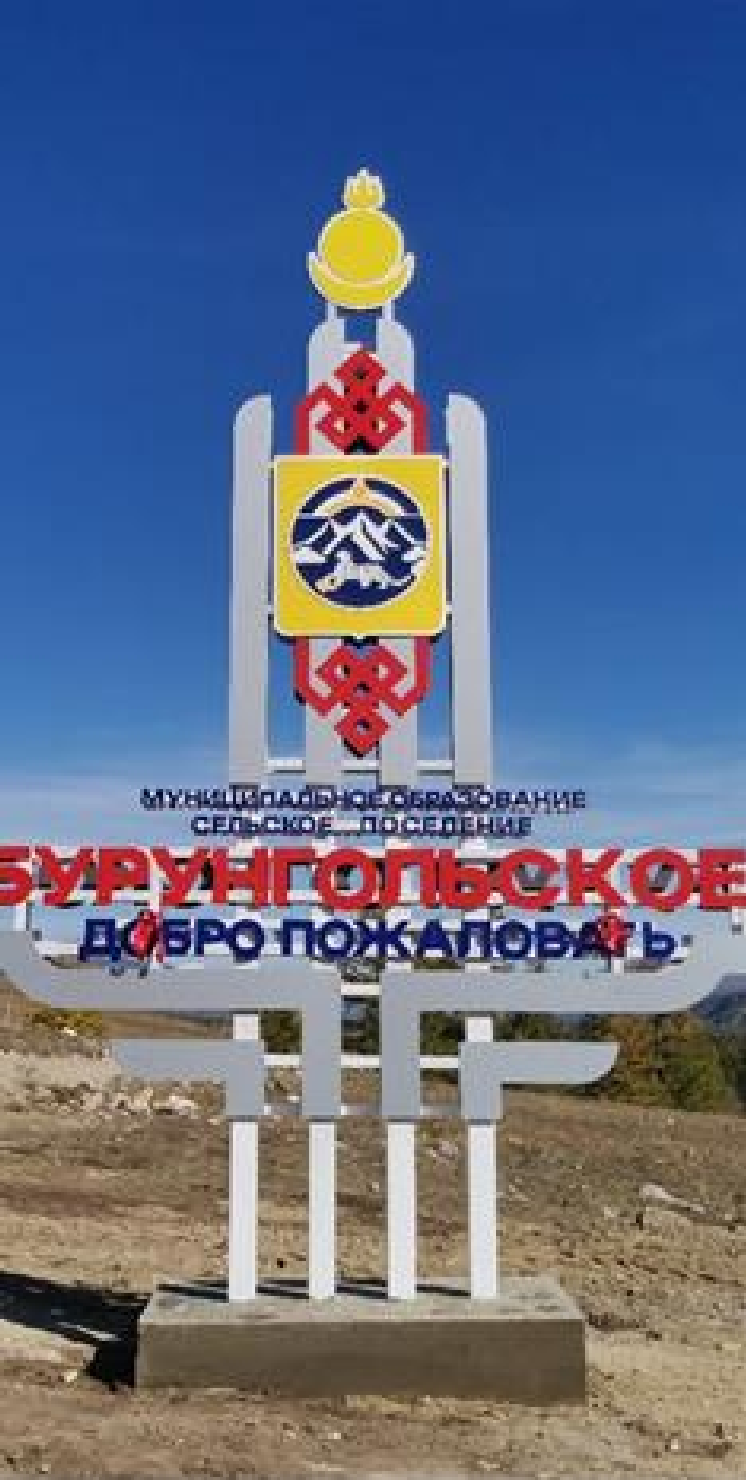 МУНИЦИПАЛЬНОЕ ОБРАЗОВАНИЕ
СЕЛЬСКОЕ ПОСЕЛЕНИЕ
БУРУНГОЛЬСКОЕ
ДОБРО ПОЖАЛОВАТЬ